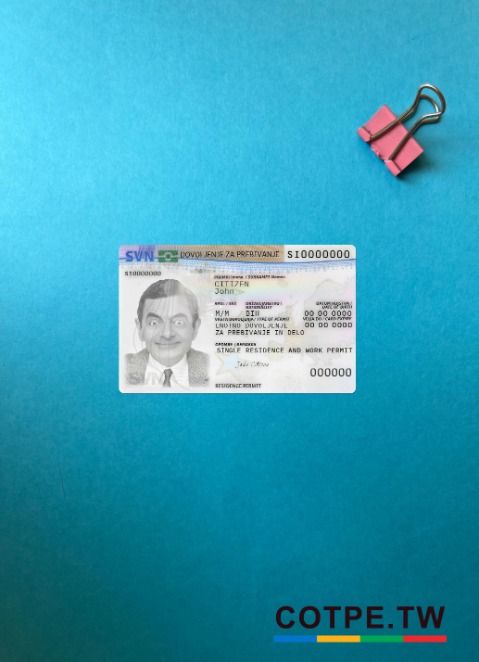 SVN DOVOLJENJE ZA PREBIVANJE SI0000000
SI0000000
CITIZEN
John
M/M BIH 00 00 0000
ENOTNO DOVOLJENJE 00 00 0000
ZA PREBIVANJE IN DELO
SINGLE RESIDENCE AND WORK PERMIT
000000
RESIDENCE PERMIT
COTPE.TW